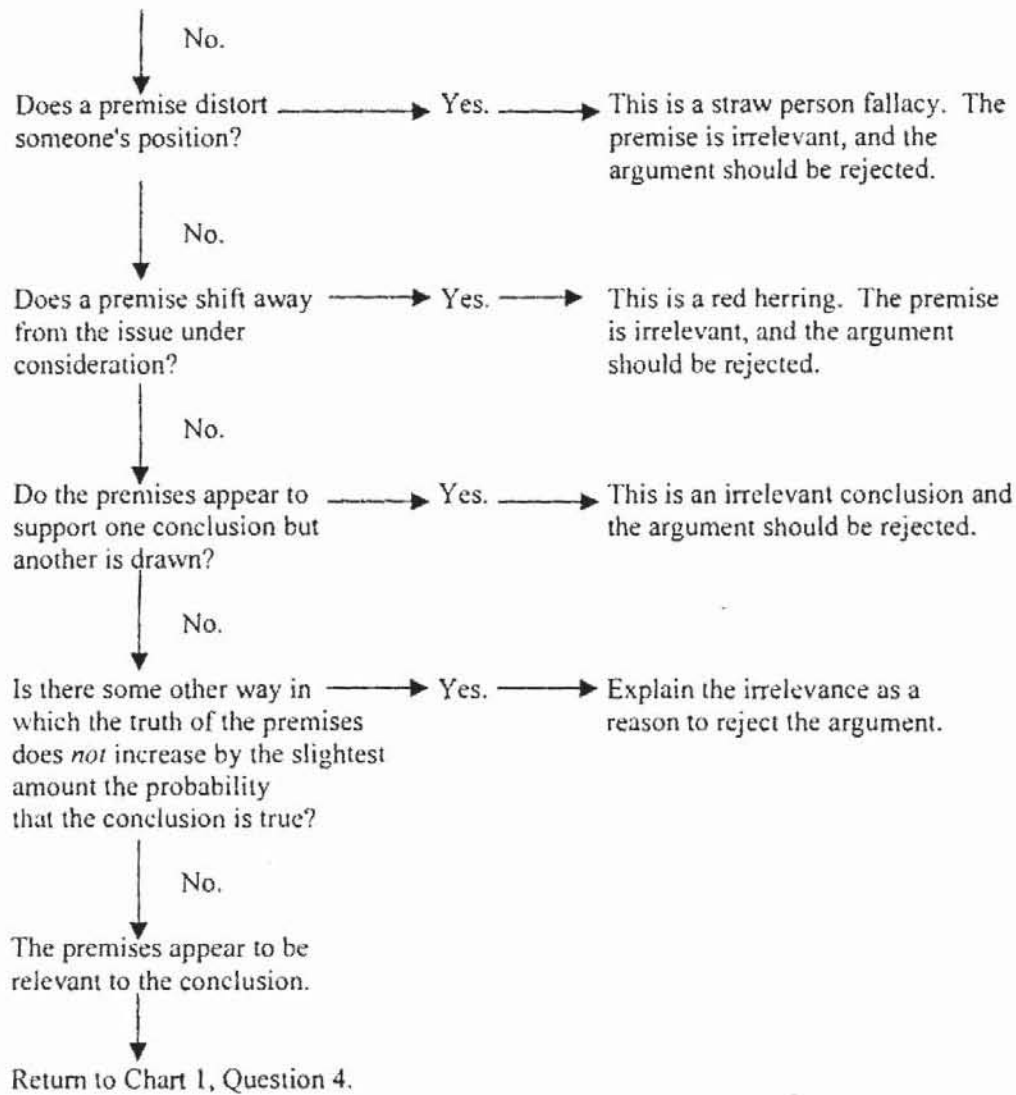 No.
Does a premise distort
someone's position?
Yes.
This is a straw person fallacy. The
premise is irrelevant, and the
argument should be rejected.
No.
Does a premise shift away
from the issue under
consideration?
Yes.
This is a red herring. The premise
is irrelevant, and the argument
should be rejected.
No.
Do the premises appear to
support one conclusion but
another is drawn?
Yes.
This is an irrelevant conclusion and
the argument should be rejected.
No.
Is there some other way in
which the truth of the premises
does not increase by the slightest
amount the probability
that the conclusion is true?
Yes.
Explain the irrelevance as a
reason to reject the argument.
No.
The premises appear to be
relevant to the conclusion.
Return to Chart 1, Question 4.